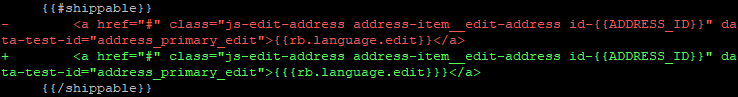 {{#shippable}}
-        <a href="#" class="js-edit-address address-item__edit-address id-{{ADDRESS_ID}}" da
ta-test-id="address_primary_edit">{{rb.language.edit}}</a>
+        <a href="#" class="js-edit-address address-item__edit-address id-{{ADDRESS_ID}}" da
ta-test-id="address_primary_edit">{{{rb.language.edit}}}</a>
{{/shippable}}